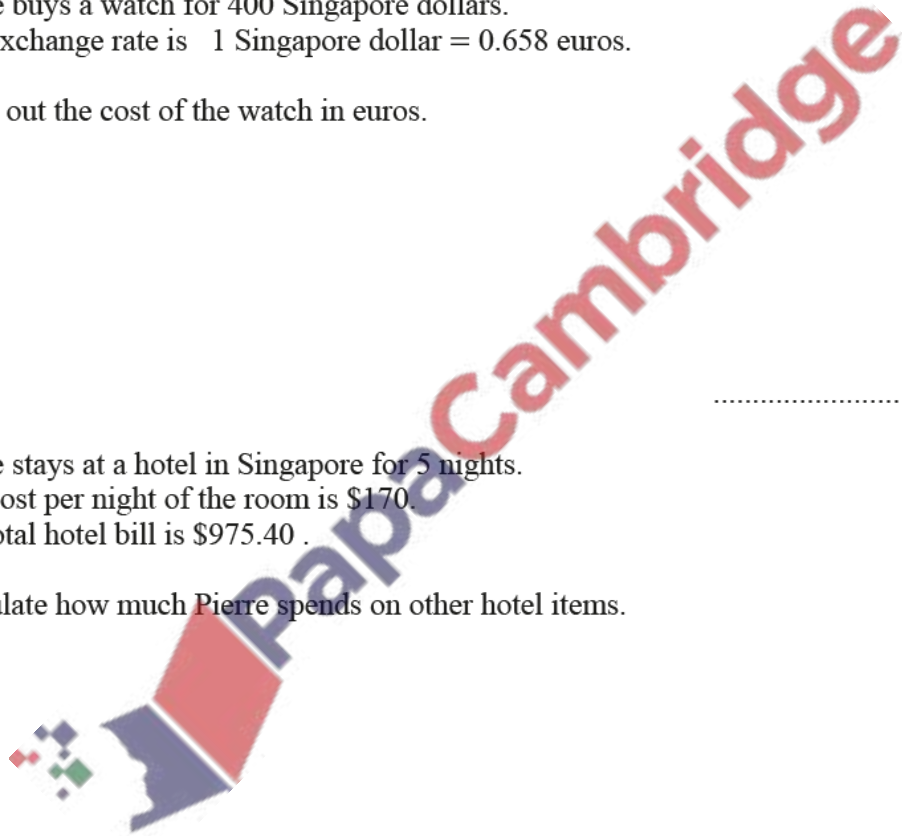 e buys a watch for 400 Singapore dollars.
xchange rate is 1 Singapore dollar = 0.658 euros.
out the cost of the watch in euros.
........................
e stays at a hotel in Singapore for 5 nights.
ost per night of the room is $170.
otal hotel bill is $975.40 .
ulate how much Pierre spends on other hotel items.
PapaCambridge